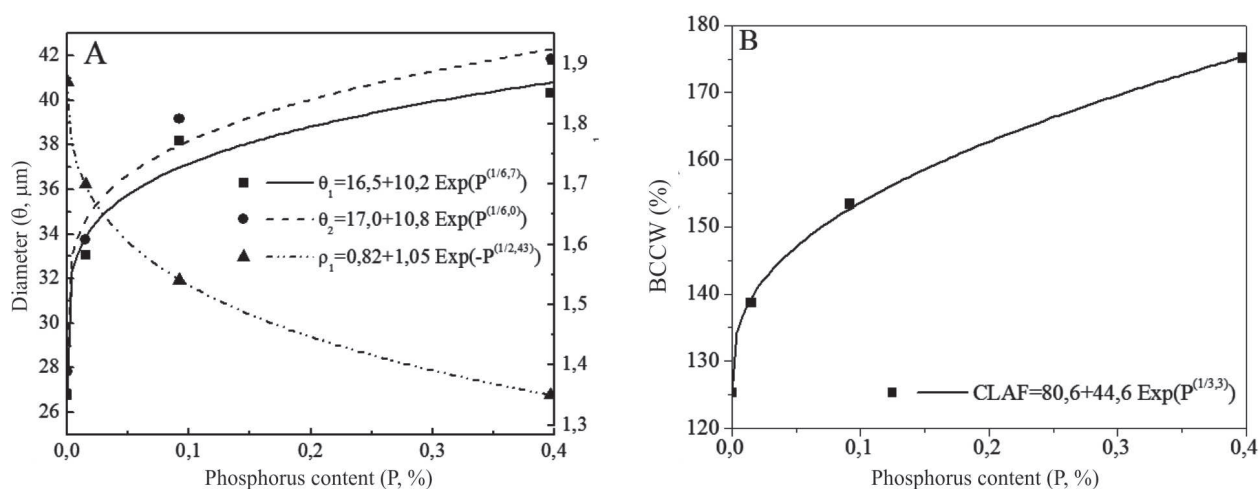 A
Diameter (θ, µm)
42
40
38
36
34
32
30
28
26
1,9
1,8
1,7
1,6
1,5
1,4
1,3
θ₁=16,5+10,2 Exp(P^(1/6,7))
θ₂=17,0+10,8 Exp(P^(1/6,0))
ρ₁=0,82+1,05 Exp(-P^(1/2,43))
0,0 0,1 0,2 0,3 0,4
Phosphorus content (P, %)
B
BCCW (%)
180
170
160
150
140
130
120
CLAF=80,6+44,6 Exp(P^(1/3,3))
0,0 0,1 0,2 0,3 0,4
Phosphorus content (P, %)